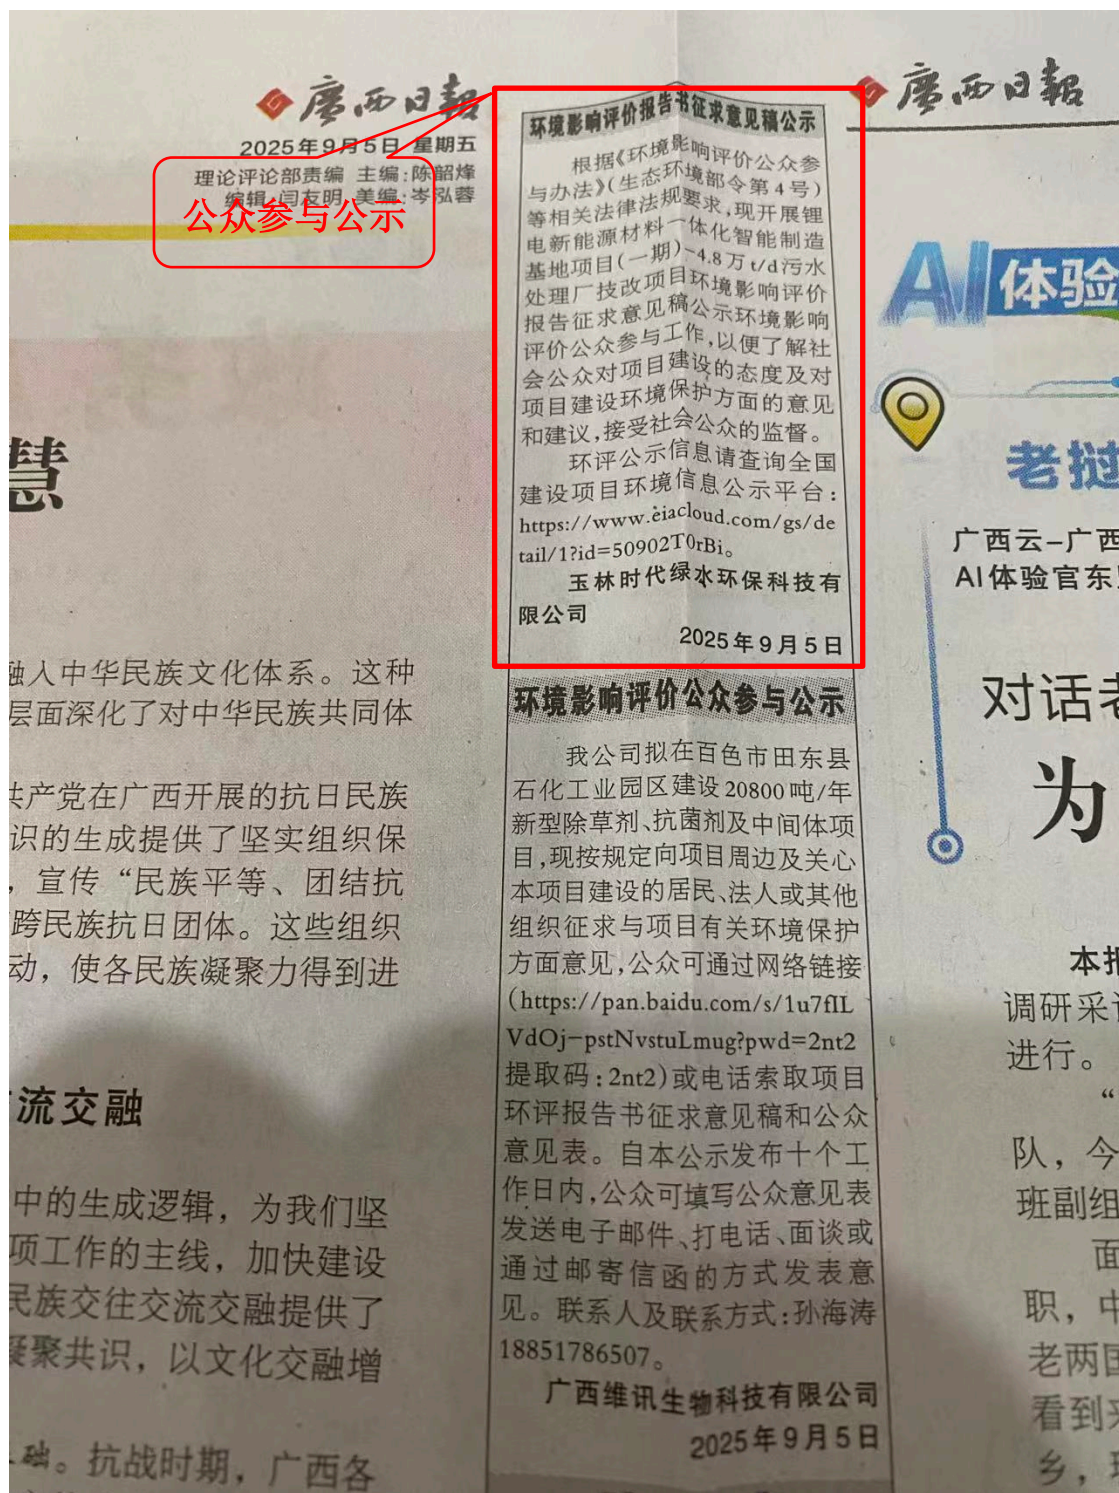 廣西日報
2025年9月5日 星期五
理论评论部责编 主编:陈韶烽
编辑:闫友明 美编:岑泓蓉
公众参与公示
慧
融入中华民族文化体系。这种
层面深化了对中华民族共同体
共产党在广西开展的抗日民族
识的生成提供了坚实组织保
，宣传“民族平等、团结抗
跨民族抗日团体。这些组织
动，使各民族凝聚力得到进
流交融
中的生成逻辑，为我们坚
项工作的主线，加快建设
民族交往交流交融提供了
凝聚共识，以文化交融增
础。抗战时期，广西各
环境影响评价报告书征求意见稿公示
根据《环境影响评价公众参
与办法》(生态环境部令第4号)
等相关法律法规要求,现开展锂
电新能源材料一体化智能制造
基地项目(一期)-4.8万t/d污水
处理厂技改项目环境影响评价
报告征求意见稿公示环境影响
评价公众参与工作,以便了解社
会公众对项目建设的态度及对
项目建设环境保护方面的意见
和建议,接受社会公众的监督。
环评公示信息请查询全国
建设项目环境信息公示平台:
https://www.eiacloud.com/gs/de
tail/1?id=50902T0rBi。
玉林时代绿水环保科技有
限公司
2025年9月5日
环境影响评价公众参与公示
我公司拟在百色市田东县
石化工业园区建设20800吨/年
新型除草剂、抗菌剂及中间体项
目,现按规定向项目周边及关心
本项目建设的居民、法人或其他
组织征求与项目有关环境保护
方面意见,公众可通过网络链接
(https://pan.baidu.com/s/1u7flL
VdOj-pstNvstuLmug?pwd=2nt2
提取码:2nt2)或电话索取项目
环评报告书征求意见稿和公众
意见表。自本公示发布十个工
作日内,公众可填写公众意见表
发送电子邮件、打电话、面谈或
通过邮寄信函的方式发表意
见。联系人及联系方式:孙海涛
18851786507。
广西维讯生物科技有限公司
2025年9月5日
廣西日報
AI体验
老挝
广西云-广西
AI体验官东
对话老
为
本报
调研采访
进行。
“
队，今
班副组
面
职，中
老两国
看到来
乡，现